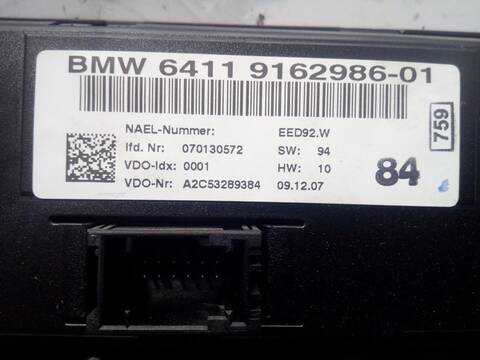 BMW 6411 9162986-01
NAEL-Nummer: EED92.W
lfd. Nr: 070130572 SW: 94
VDO-Idx: 0001 HW: 10
VDO-Nr: A2C53289384 09.12.07
84
759